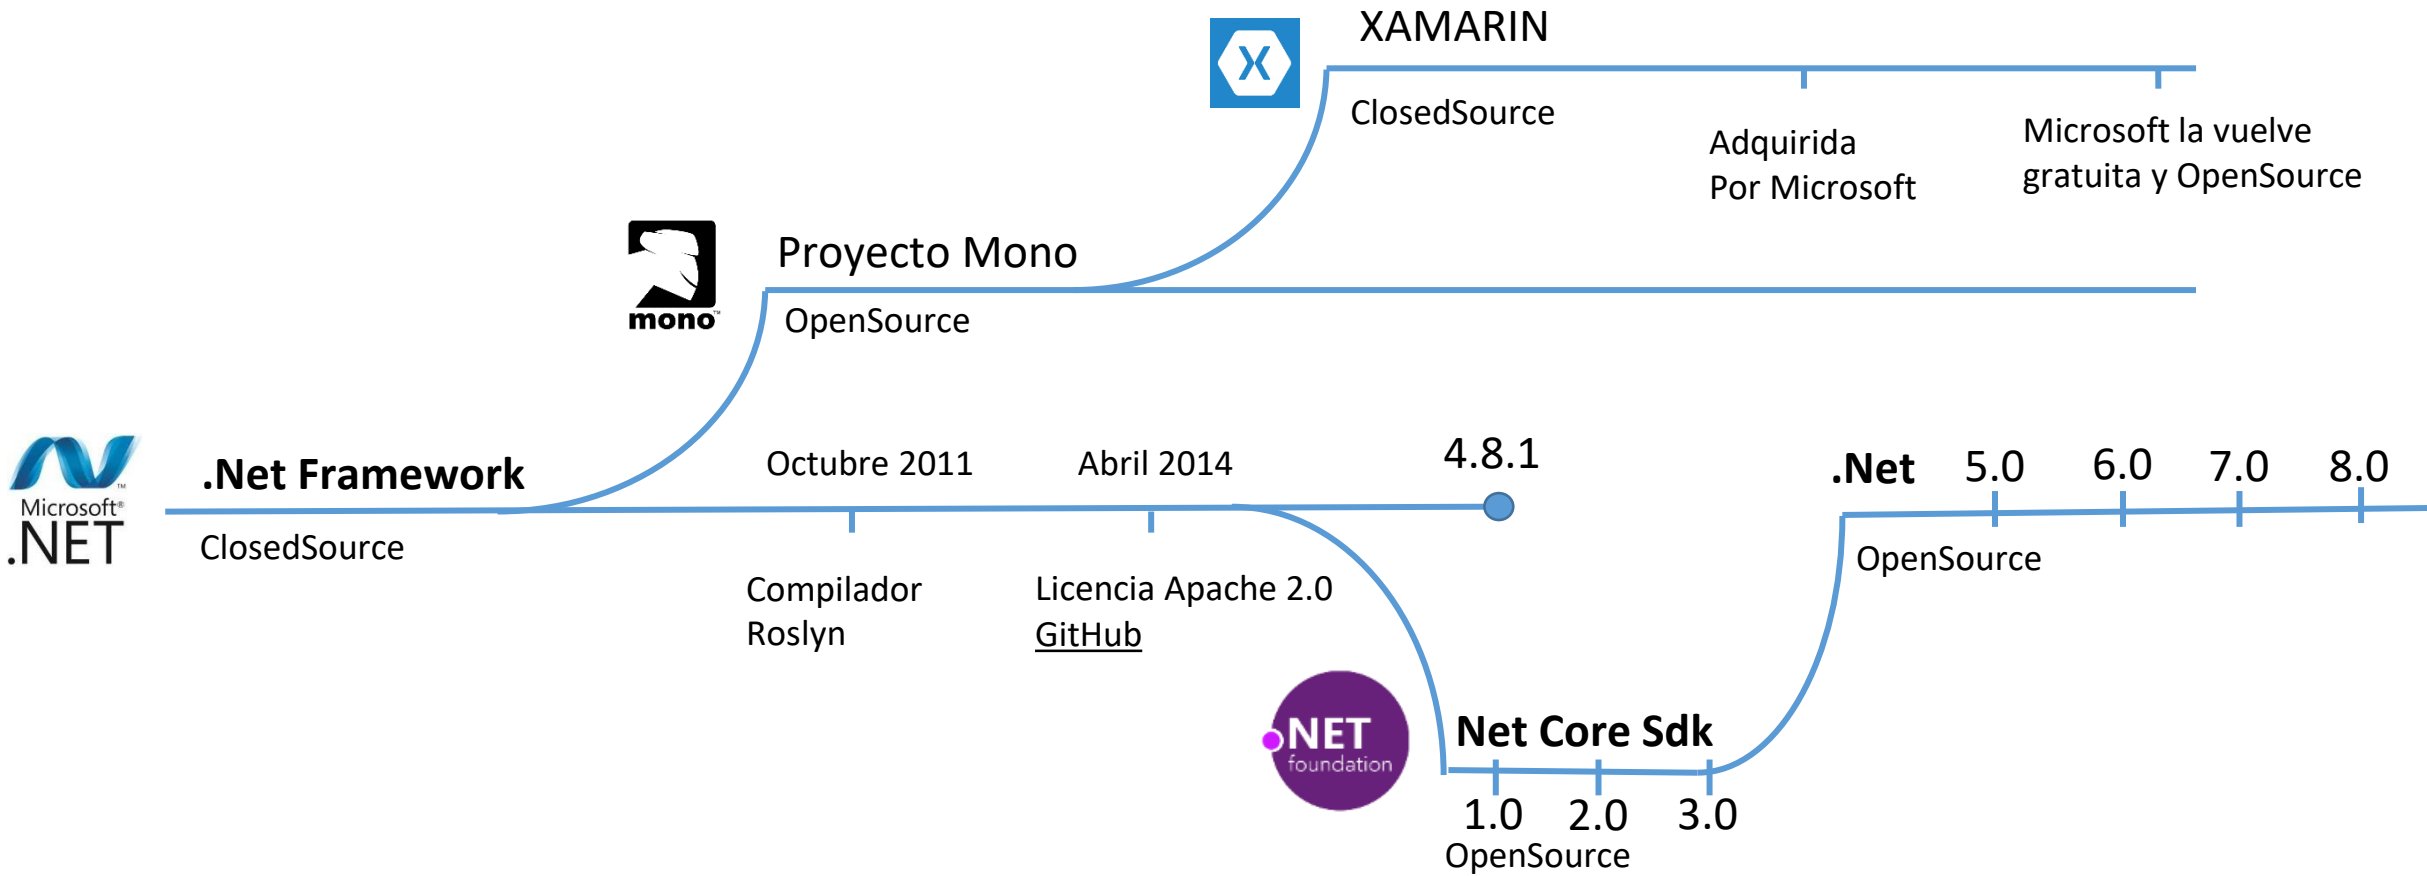 XAMARIN
X
ClosedSource
Adquirida
Por Microsoft
Microsoft la vuelve
gratuita y OpenSource
Proyecto Mono
mono™
OpenSource
.Net Framework
Octubre 2011
Abril 2014
4.8.1
.Net
5.0
6.0
7.0
8.0
™
Microsoft®
.NET
ClosedSource
OpenSource
Compilador
Roslyn
Licencia Apache 2.0
GitHub
.NET
foundation
Net Core Sdk
1.0
2.0
3.0
OpenSource